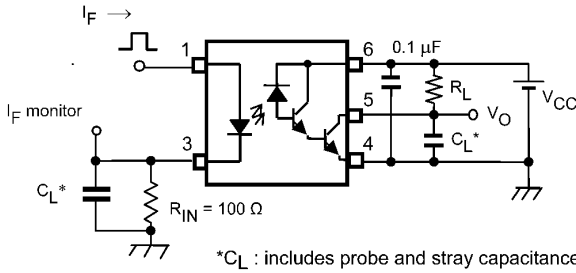 I_F →
1
6
0.1 μF
R_L
V_CC
5
V_O
I_F monitor
3
4
C_L*
C_L*
R_IN = 100 Ω
*C_L : includes probe and stray capacitance